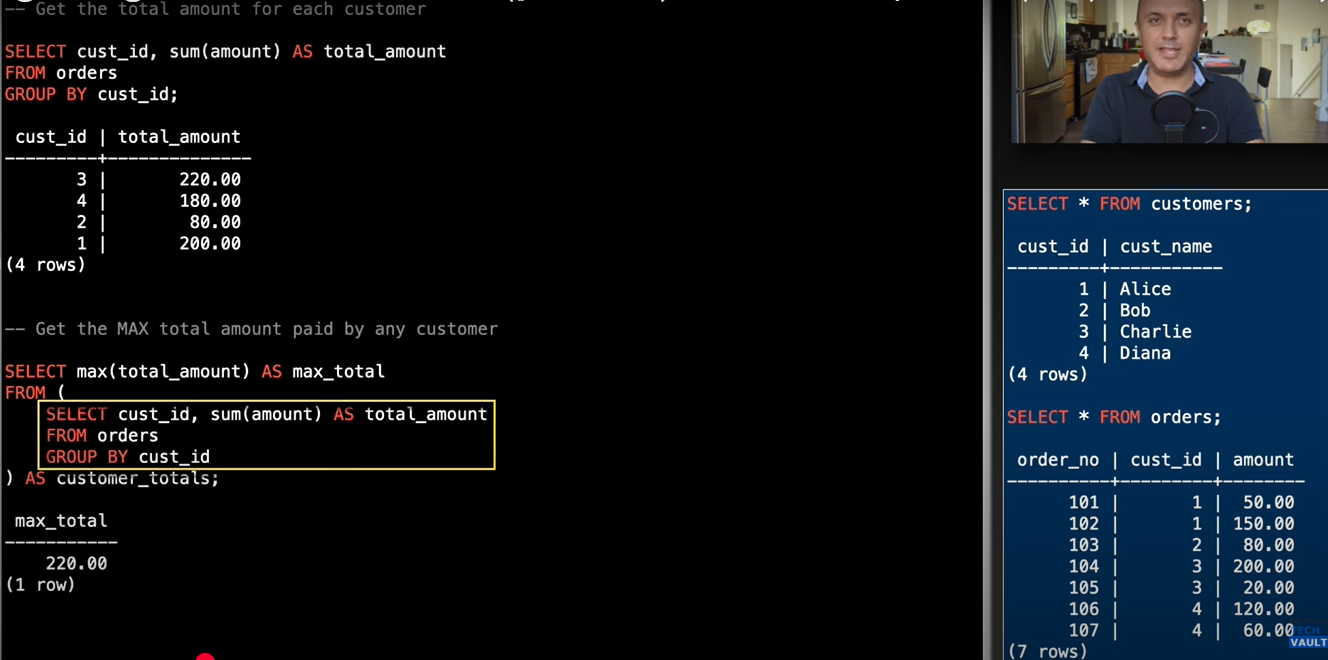 -- Get the total amount for each customer
SELECT cust_id, sum(amount) AS total_amount
FROM orders
GROUP BY cust_id;
cust_id | total_amount
---------+--------------
3 | 220.00
4 | 180.00
2 | 80.00
1 | 200.00
(4 rows)
-- Get the MAX total amount paid by any customer
SELECT max(total_amount) AS max_total
FROM (
SELECT cust_id, sum(amount) AS total_amount
FROM orders
GROUP BY cust_id
) AS customer_totals;
max_total
-----------
220.00
(1 row)
SELECT * FROM customers;
cust_id | cust_name
---------+-----------
1 | Alice
2 | Bob
3 | Charlie
4 | Diana
(4 rows)
SELECT * FROM orders;
order_no | cust_id | amount
----------+---------+--------
101 | 1 | 50.00
102 | 1 | 150.00
103 | 2 | 80.00
104 | 3 | 200.00
105 | 3 | 20.00
106 | 4 | 120.00
107 | 4 | 60.00
(7 rows)
TECH
VAULT